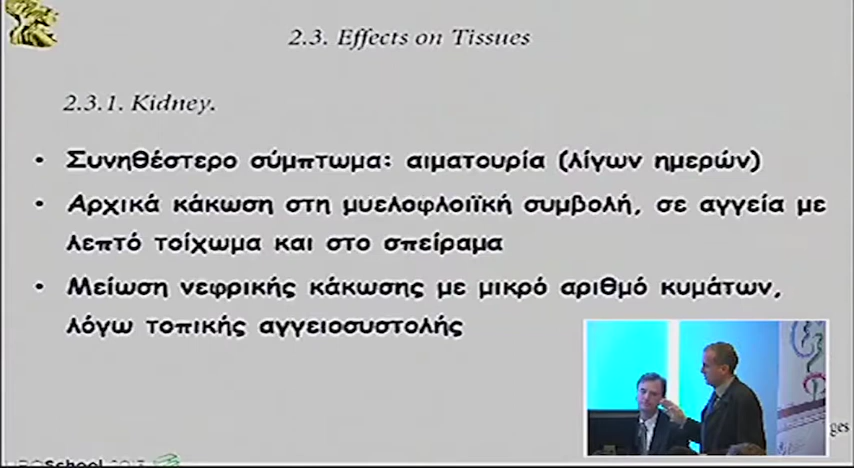 2.3. Effects on Tissues
2.3.1. Kidney.
• Συνηθέστερο σύμπτωμα: αιματουρία (λίγων ημερών)
• Αρχικά κάκωση στη μυελοφλοιϊκή συμβολή, σε αγγεία με
λεπτό τοίχωμα και στο σπείραμα
• Μείωση νεφρικής κάκωσης με μικρό αριθμό κυμάτων,
λόγω τοπικής αγγειοσυστολής
ges
School